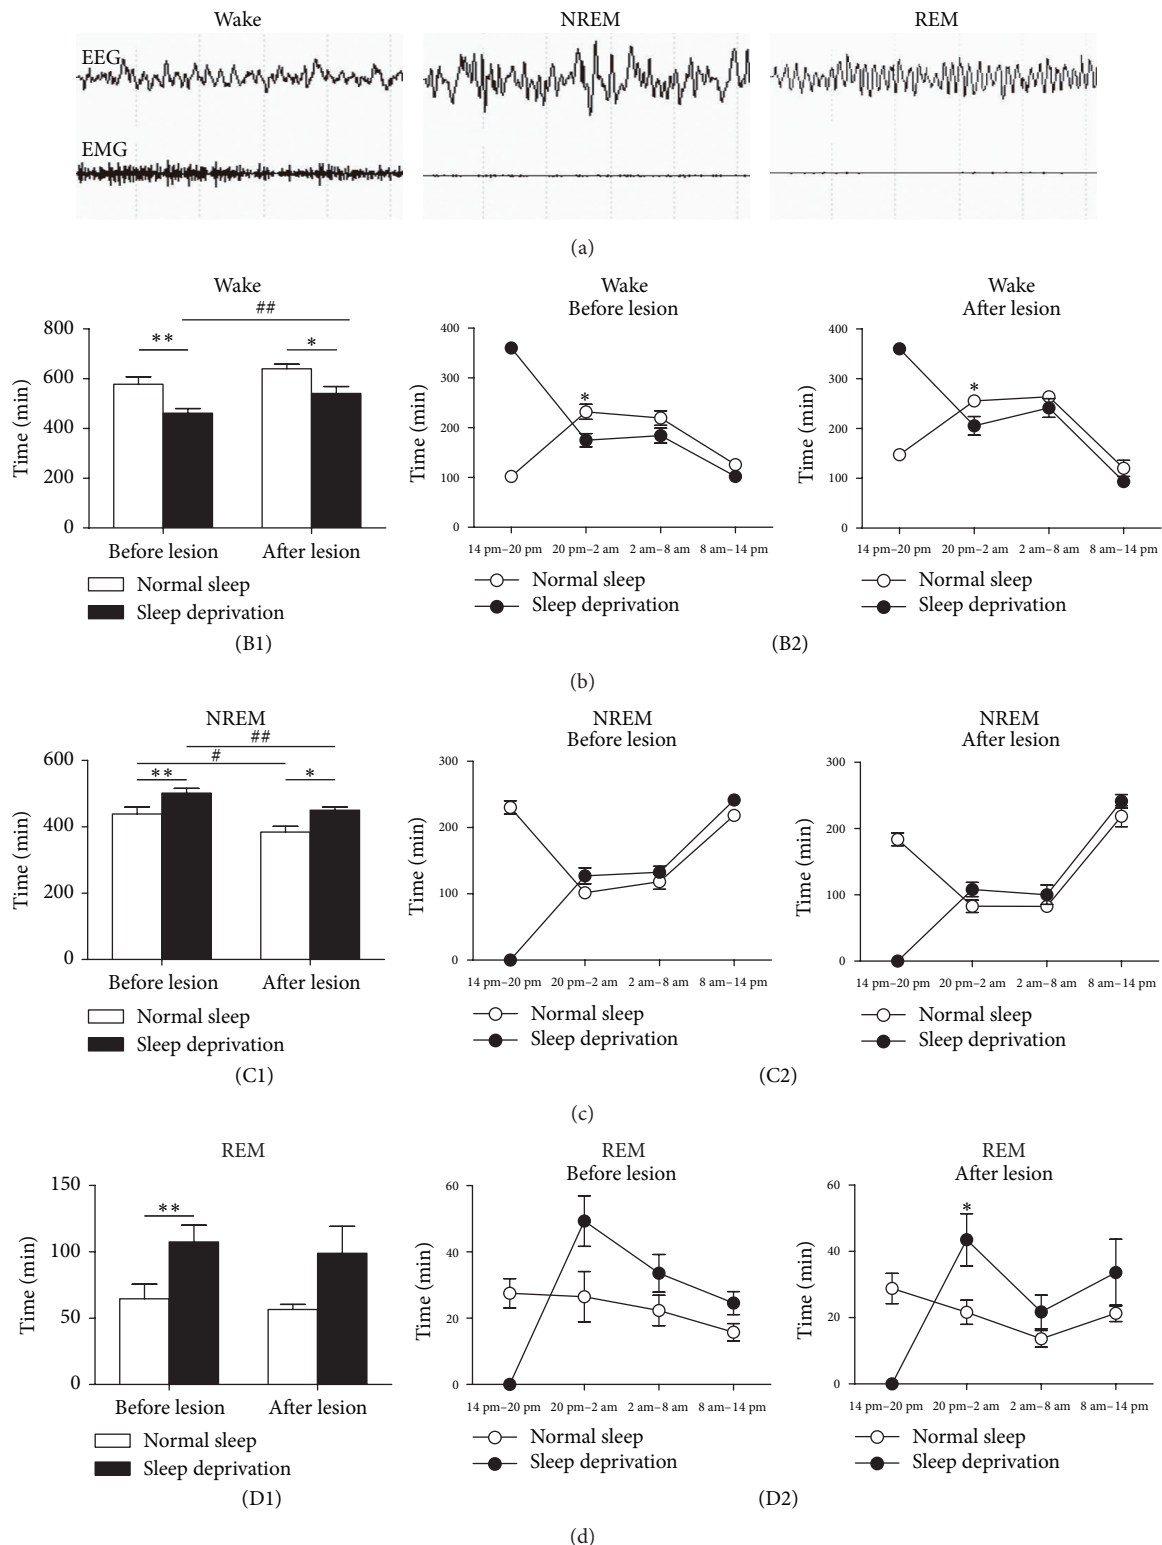 Wake
NREM
REM
EEG
EMG
(a)
Wake
##
**
*
800
600
400
200
0
Time (min)
Before lesion
After lesion
Normal sleep
Sleep deprivation
(B1)
Wake
Before lesion
400
300
200
100
0
Time (min)
*
14 pm–20 pm
20 pm–2 am
2 am–8 am
8 am–14 pm
Normal sleep
Sleep deprivation
Wake
After lesion
400
300
200
100
0
Time (min)
*
14 pm–20 pm
20 pm–2 am
2 am–8 am
8 am–14 pm
Normal sleep
Sleep deprivation
(B2)
(b)
NREM
##
#
**
*
600
400
200
0
Time (min)
Before lesion
After lesion
Normal sleep
Sleep deprivation
(C1)
NREM
Before lesion
300
200
100
0
Time (min)
14 pm–20 pm
20 pm–2 am
2 am–8 am
8 am–14 pm
Normal sleep
Sleep deprivation
NREM
After lesion
300
200
100
0
Time (min)
14 pm–20 pm
20 pm–2 am
2 am–8 am
8 am–14 pm
Normal sleep
Sleep deprivation
(C2)
(c)
REM
**
150
100
50
0
Time (min)
Before lesion
After lesion
Normal sleep
Sleep deprivation
(D1)
REM
Before lesion
60
40
20
0
Time (min)
14 pm–20 pm
20 pm–2 am
2 am–8 am
8 am–14 pm
Normal sleep
Sleep deprivation
REM
After lesion
60
40
20
0
Time (min)
*
14 pm–20 pm
20 pm–2 am
2 am–8 am
8 am–14 pm
Normal sleep
Sleep deprivation
(D2)
(d)